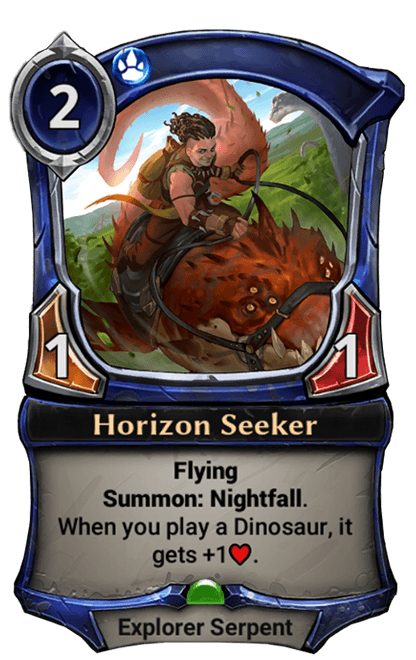 2
1
1
Horizon Seeker
Flying
Summon: Nightfall.
When you play a Dinosaur, it
gets +1❤.
Explorer Serpent